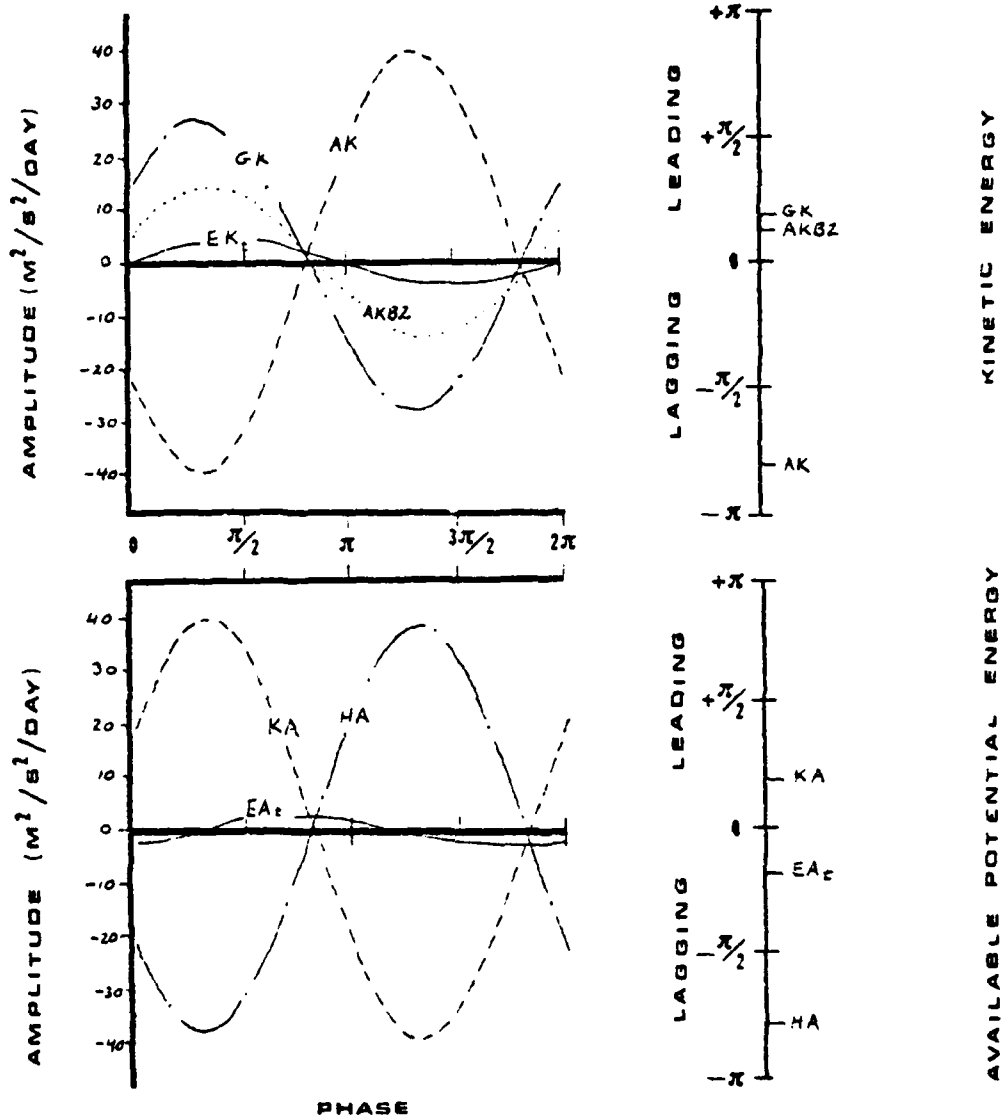 AMPLITUDE (M²/S²/DAY)
40
30
20
10
0
-10
-20
-30
-40
GK
AK
EKt
AKBZ
0
π/2
π
3π/2
2π
LEADING
LAGGING
+π
+π/2
0
-π/2
-π
GK
AKBZ
AK
KINETIC ENERGY
AMPLITUDE (M²/S²/DAY)
40
30
20
10
0
-10
-20
-30
-40
KA
HA
EAt
PHASE
LEADING
LAGGING
+π
+π/2
0
-π/2
-π
KA
EAt
HA
AVAILABLE POTENTIAL ENERGY